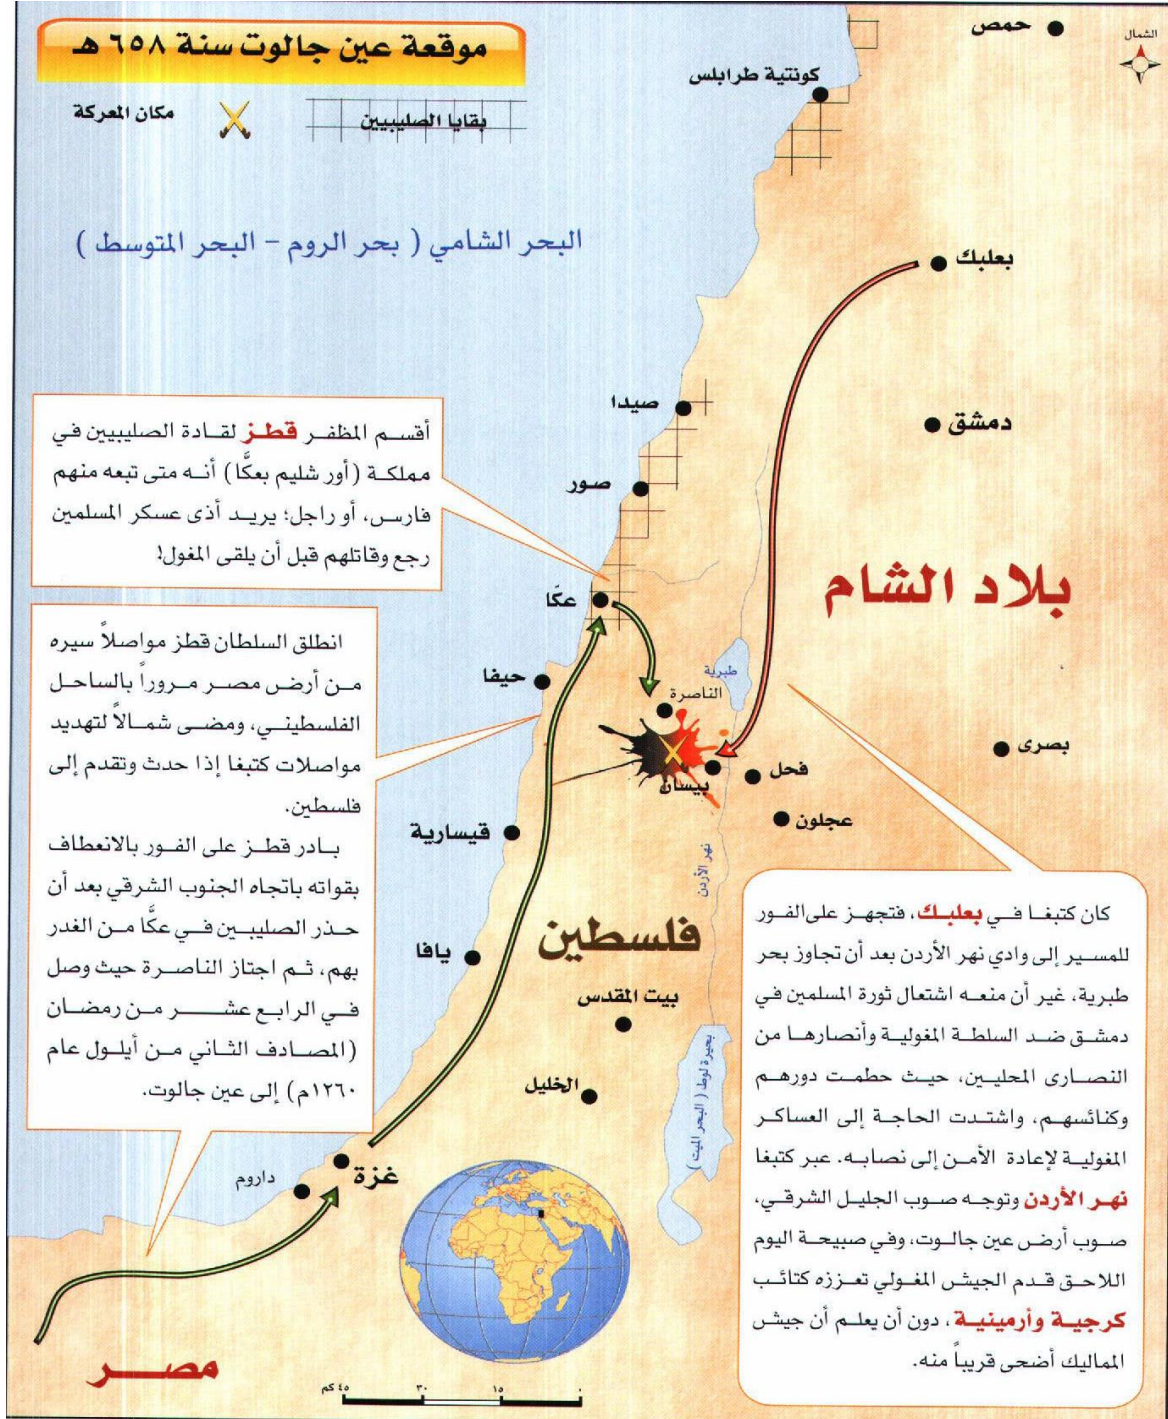 موقعة عين جالوت سنة ٦٥٨ هـ
بقايا الصليبيين
مكان المعركة
الشمال
حمص
كونتية طرابلس
البحر الشامي ( بحر الروم - البحر المتوسط )
بعلبك
صيدا
دمشق
صور
أقسم المظفر قطز لقادة الصليبيين في
مملكة (أور شليم بعكَّا) أنه متى تبعه منهم
فارس، أو راجل؛ يريد أذى عسكر المسلمين
رجع وقاتلهم قبل أن يلقى المغول!
بلاد الشام
عكّا
انطلق السلطان قطز مواصلاً سيره
من أرض مصر مروراً بالساحل
الفلسطيني، ومضى شمالاً لتهديد
مواصلات كتبغا إذا حدث وتقدم إلى
فلسطين.
بادر قطز على الفور بالانعطاف
بقواته باتجاه الجنوب الشرقي بعد أن
حذر الصليبين في عكَّا من الغدر
بهم، ثم اجتاز الناصرة حيث وصل
في الرابع عشر من رمضان
(المصادف الثاني من أيلول عام
١٢٦٠م) إلى عين جالوت.
حيفا
طبرية
الناصرة
بصرى
فحل
بيسان
عجلون
قيسارية
نهر الأردن
فلسطين
يافا
بيت المقدس
الخليل
بحيرة لوط ( البحر الميت )
كان كتبغا في بعلبك، فتجهز على الفور
للمسير إلى وادي نهر الأردن بعد أن تجاوز بحر
طبرية، غير أن منعه اشتعال ثورة المسلمين في
دمشق ضد السلطة المغولية وأنصارها من
النصارى المحليين، حيث حطمت دورهم
وكنائسهم، واشتدت الحاجة إلى العساكر
المغولية لإعادة الأمن إلى نصابه. عبر كتبغا
نهر الأردن وتوجه صوب الجليل الشرقي،
صوب أرض عين جالوت، وفي صبيحة اليوم
اللاحق قدم الجيش المغولي تعززه كتائب
كرجية وأرمينية، دون أن يعلم أن جيش
المماليك أضحى قريباً منه.
غزة
داروم
مصر
٠ ١٥ ٣٠ ٤٥ كم